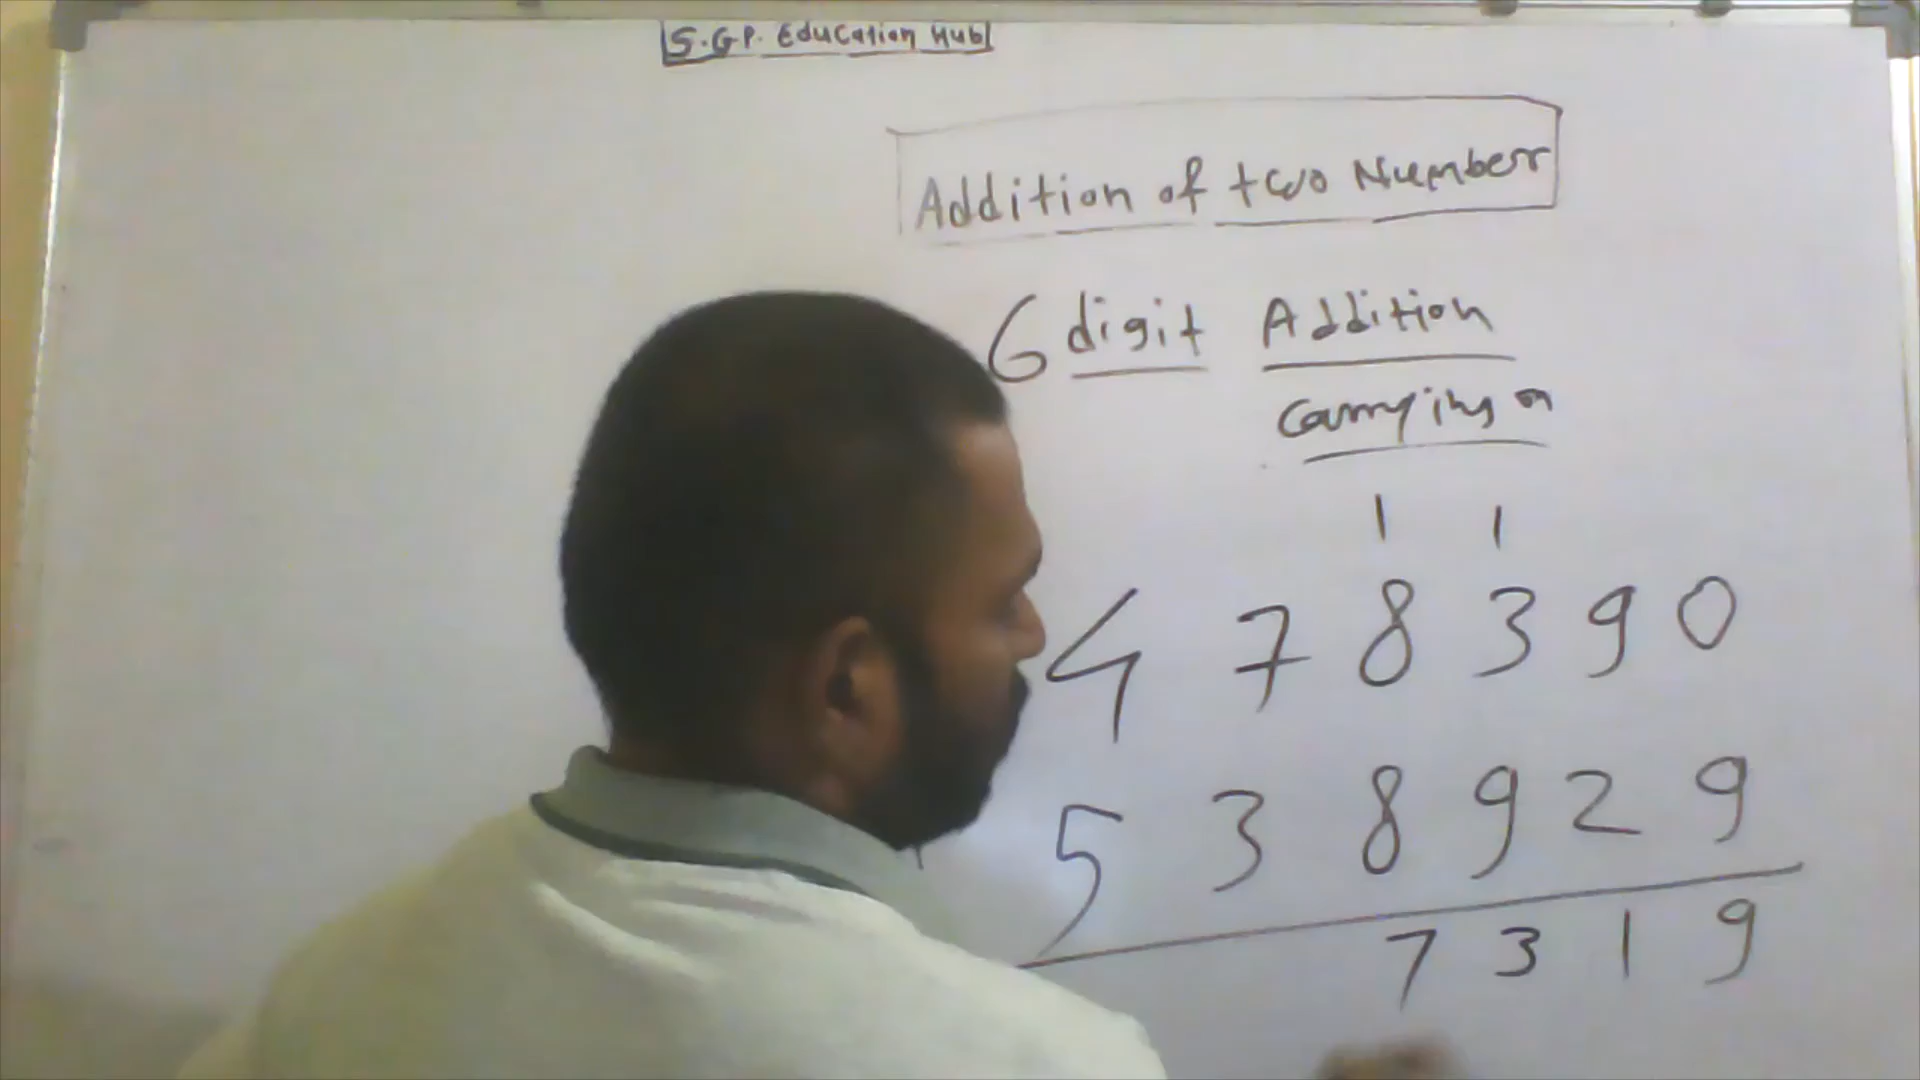 S.G.P. Education Hub
Addition of two Number
6 digit Addition
Carrying on
1 1
4 7 8 3 9 0
5 3 8 9 2 9
7 3 1 9